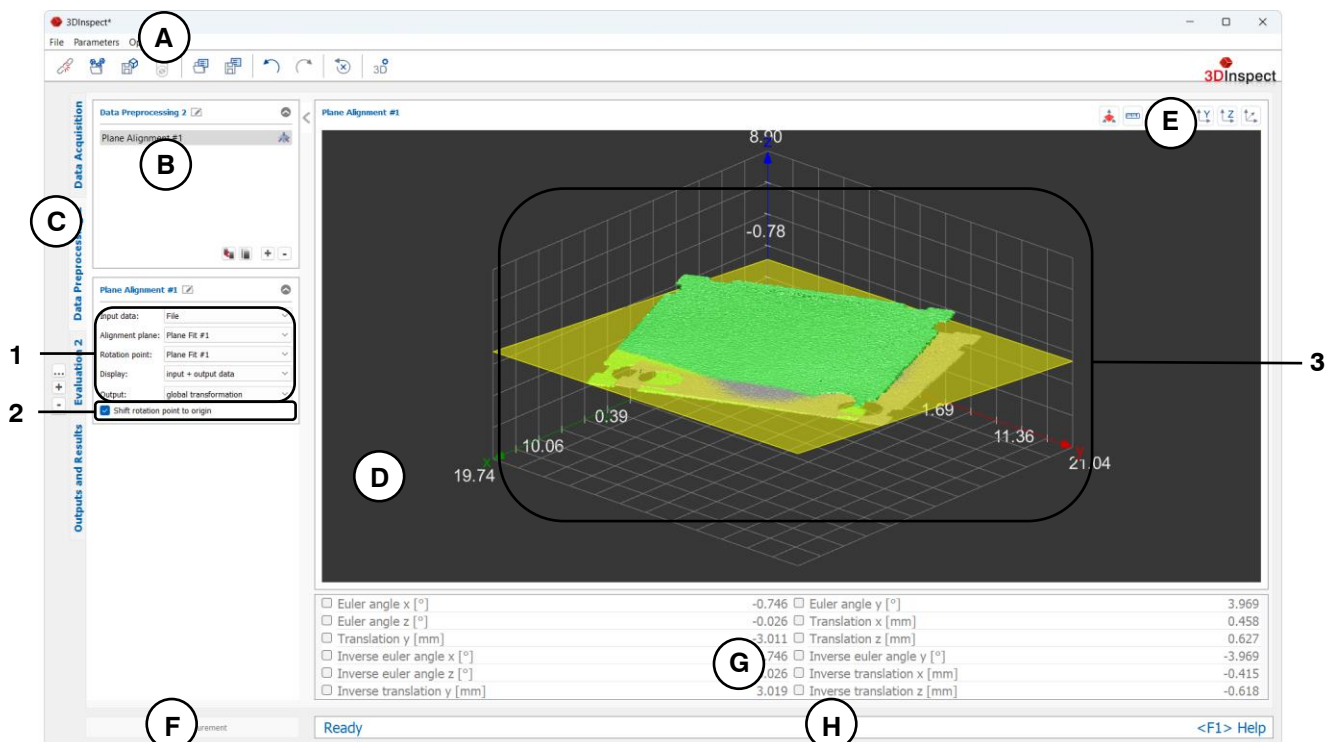 3DInspect*
File Parameters
A
3D
3DInspect
Data Acquisition
Data Preprocessing 2
Plane Alignment #1
B
C
Plane Alignment #1
Input data: File
Alignment plane: Plane Fit #1
Rotation point: Plane Fit #1
Display: input + output data
Output: global transformation
Shift rotation point to origin
1
2
...
+
-
Evaluation 2
Outputs and Results
Plane Alignment #1
E
Y
Z
8.90
z
-0.78
0.39
10.06
19.74
x
1.69
11.36
21.04
D
3
Euler angle x [°] -0.746 Euler angle y [°] 3.969
Euler angle z [°] -0.026 Translation x [mm] 0.458
Translation y [mm] -3.011 Translation z [mm] 0.627
Inverse euler angle x [°] .746 Inverse euler angle y [°] -3.969
Inverse euler angle z [°] .026 Inverse translation x [mm] -0.415
Inverse translation y [mm] 3.019 Inverse translation z [mm] -0.618
G
F
Ready
H
<F1> Help